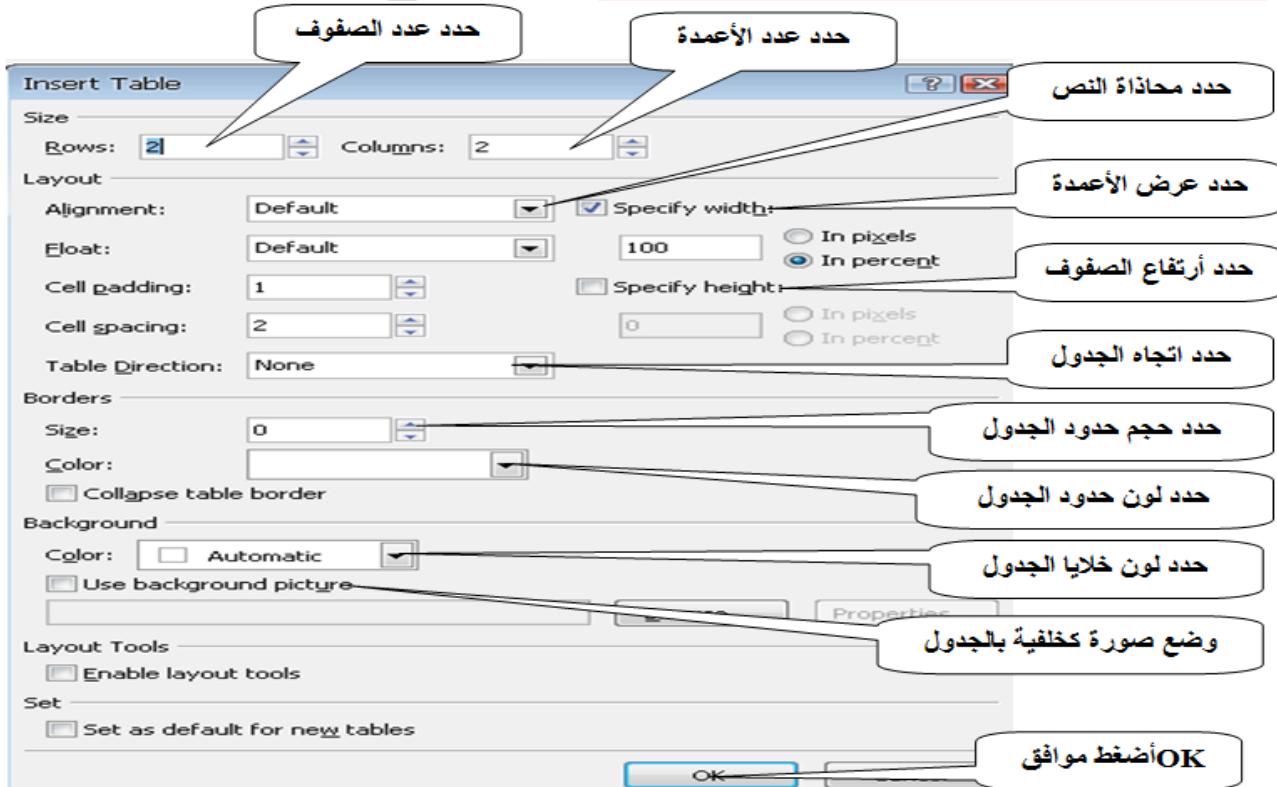 حدد عدد الصفوف
حدد عدد الأعمدة
Insert Table
حدد محاذاة النص
Size
Rows: 2 Columns: 2
Layout
حدد عرض الأعمدة
Alignment: Default Specify width:
Float: Default 100 In pixels
In percent
حدد أرتفاع الصفوف
Cell padding: 1 Specify height:
Cell spacing: 2 0 In pixels
In percent
حدد اتجاه الجدول
Table Direction: None
Borders
Size: 0
حدد حجم حدود الجدول
Color:
Collapse table border
حدد لون حدود الجدول
Background
Color: Automatic
حدد لون خلايا الجدول
Use background picture
Properties...
وضع صورة كخلفية بالجدول
Layout Tools
Enable layout tools
Set
Set as default for new tables
أضغط موافقOK
OK